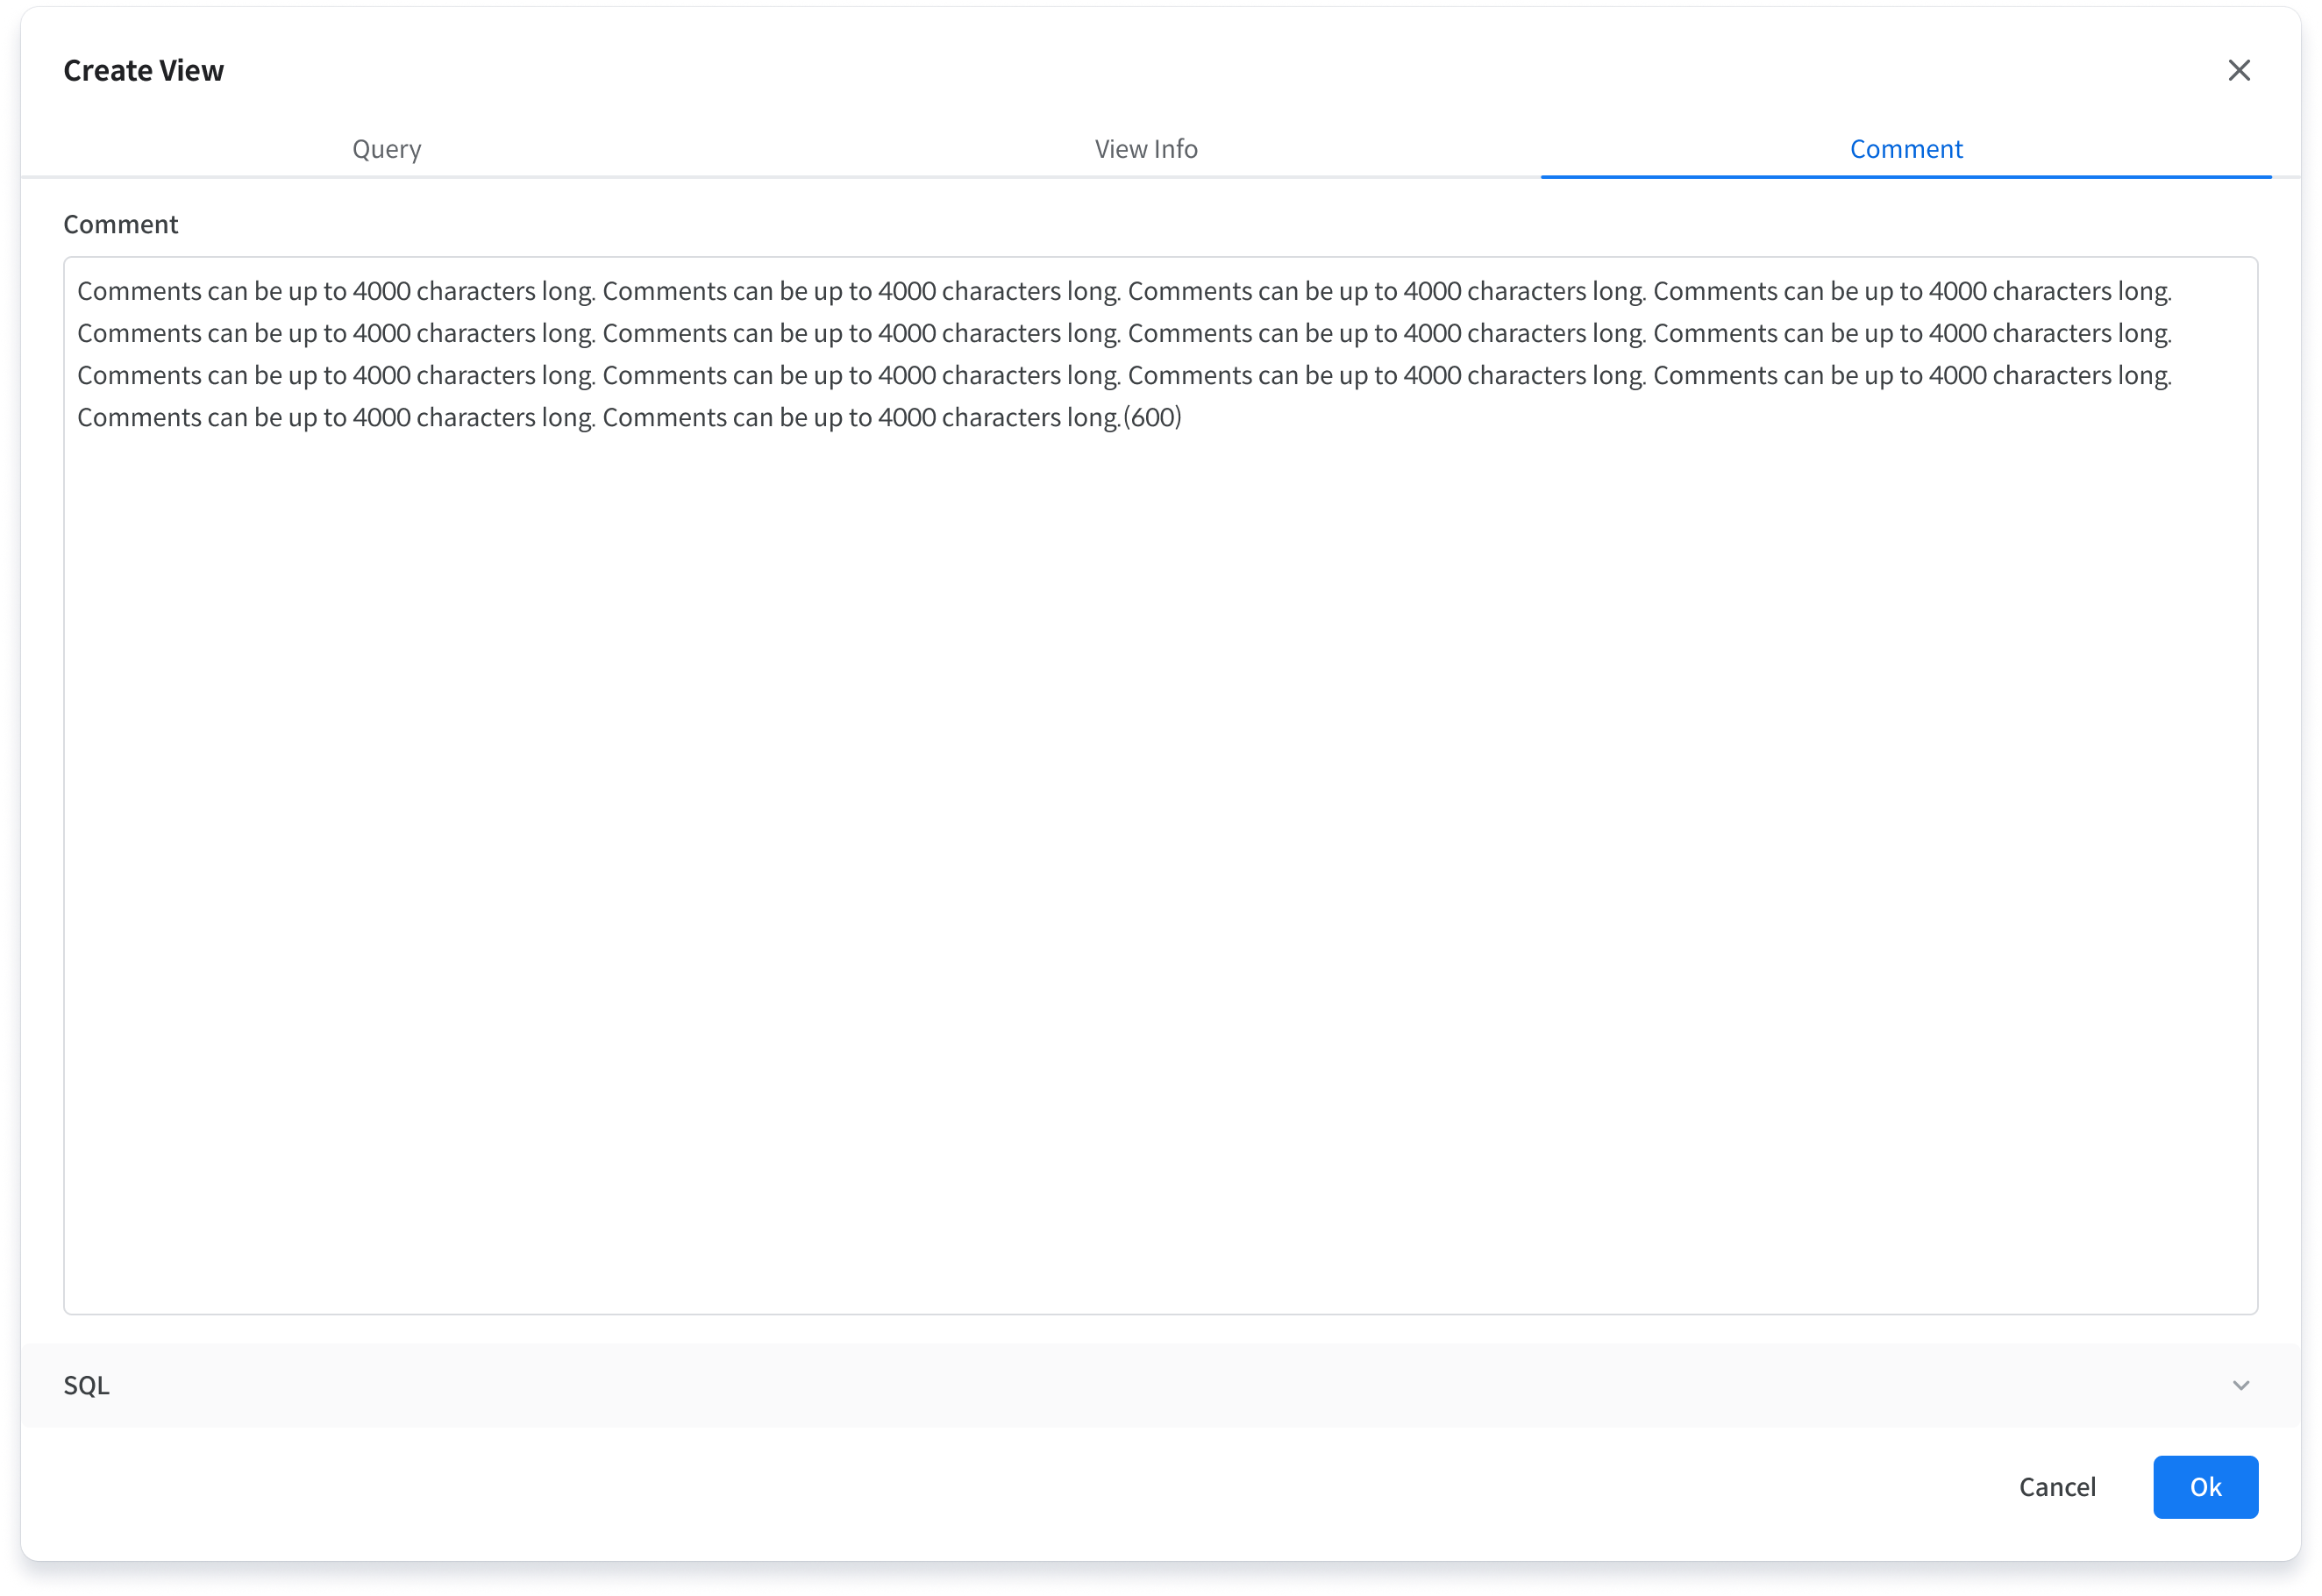 Create View
Query
View Info
Comment
Comment
Comments can be up to 4000 characters long. Comments can be up to 4000 characters long. Comments can be up to 4000 characters long. Comments can be up to 4000 characters long.
Comments can be up to 4000 characters long. Comments can be up to 4000 characters long. Comments can be up to 4000 characters long. Comments can be up to 4000 characters long.
Comments can be up to 4000 characters long. Comments can be up to 4000 characters long. Comments can be up to 4000 characters long. Comments can be up to 4000 characters long.
Comments can be up to 4000 characters long. Comments can be up to 4000 characters long.(600)
SQL
Cancel
Ok